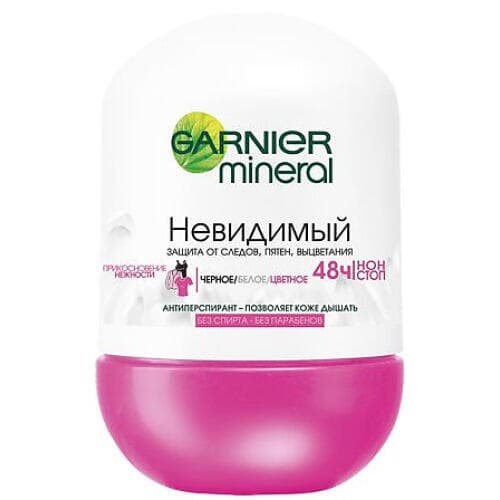 GARNIER
mineral
Невидимый
ЗАЩИТА ОТ СЛЕДОВ, ПЯТЕН, ВЫЦВЕТАНИЯ
ПРИКОСНОВЕНИЕ
НЕЖНОСТИ
ЧЕРНОЕ/БЕЛОЕ/ЦВЕТНОЕ
48ч НОН
СТОП
АНТИПЕРСПИРАНТ – ПОЗВОЛЯЕТ КОЖЕ ДЫШАТЬ
БЕЗ СПИРТА - БЕЗ ПАРАБЕНОВ